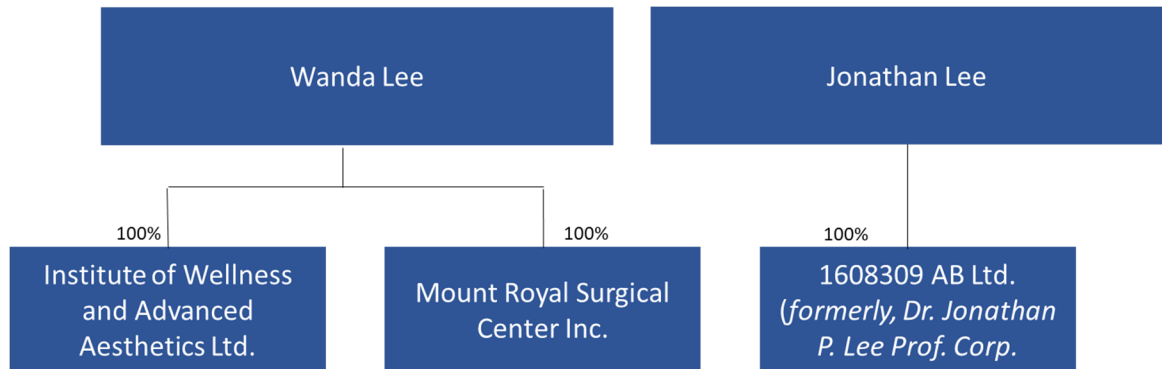 Wanda Lee
Jonathan Lee
100%
100%
100%
Institute of Wellness
and Advanced
Aesthetics Ltd.
Mount Royal Surgical
Center Inc.
1608309 AB Ltd.
(formerly, Dr. Jonathan
P. Lee Prof. Corp.